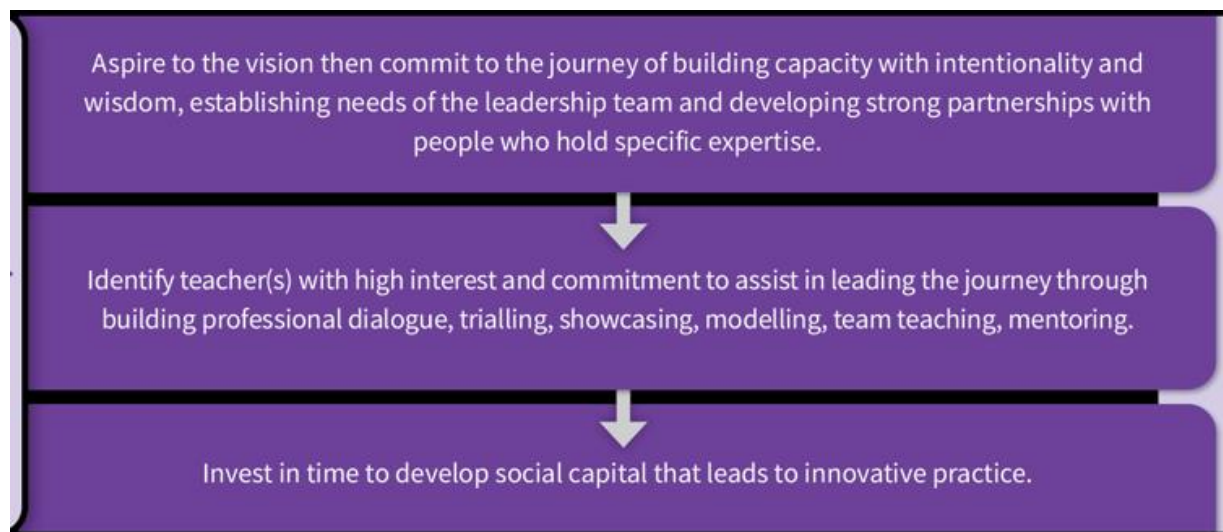 Aspire to the vision then commit to the journey of building capacity with intentionality and
wisdom, establishing needs of the leadership team and developing strong partnerships with
people who hold specific expertise.
Identify teacher(s) with high interest and commitment to assist in leading the journey through
building professional dialogue, trialling, showcasing, modelling, team teaching, mentoring.
Invest in time to develop social capital that leads to innovative practice.